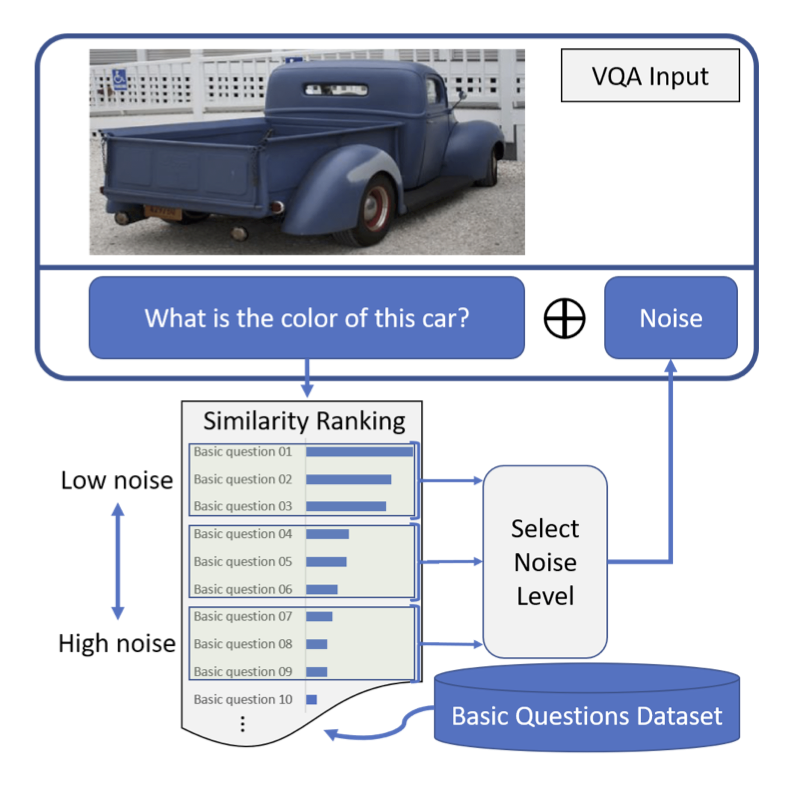 VQA Input
What is the color of this car?
Noise
Similarity Ranking
Basic question 01
Basic question 02
Basic question 03
Basic question 04
Basic question 05
Basic question 06
Basic question 07
Basic question 08
Basic question 09
Basic question 10
Low noise
High noise
Select
Noise
Level
Basic Questions Dataset